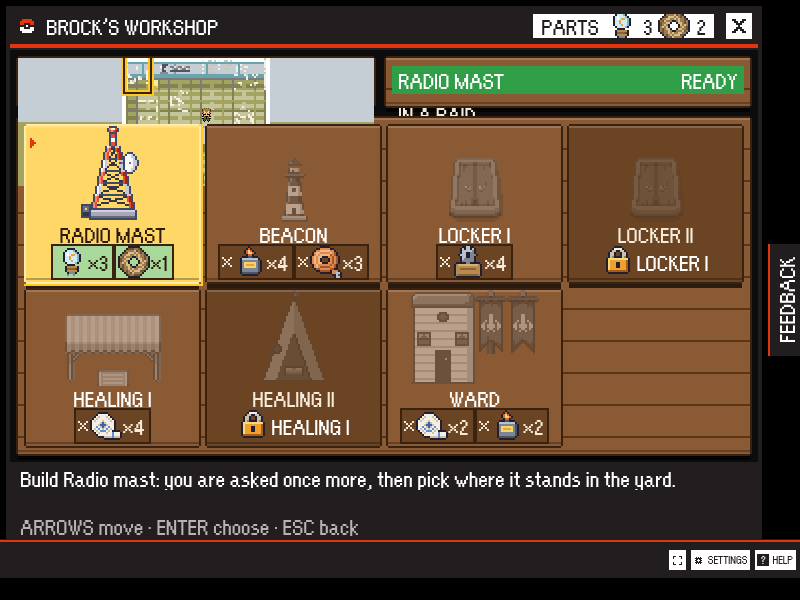 BROCK'S WORKSHOP
PARTS 3 2 X
RADIO MAST READY
IN A RAID
RADIO MAST
×3 ×1
BEACON
×4 ×3
LOCKER I
×4
LOCKER II
LOCKER I
HEALING I
×4
HEALING II
HEALING I
WARD
×2 ×2
FEEDBACK
Build Radio mast: you are asked once more, then pick where it stands in the yard.
ARROWS move · ENTER choose · ESC back
SETTINGS ? HELP